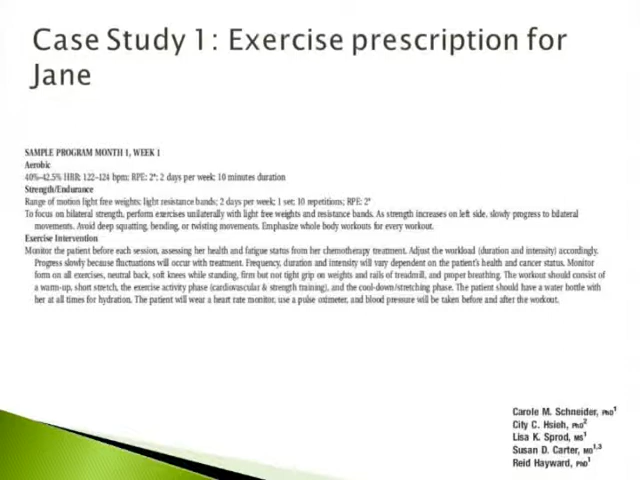 Case Study 1: Exercise prescription for
Jane
SAMPLE PROGRAM MONTH 1, WEEK 1
Aerobic
40%–42.5% HRR; 122–124 bpm; RPE: 2*; 2 days per week; 10 minutes duration
Strength/Endurance
Range of motion light free weights; light resistance bands; 2 days per week; 1 set; 10 repetitions; RPE: 2*
To focus on bilateral strength, perform exercises unilaterally with light free weights and resistance bands. As strength increases on left side, slowly progress to bilateral
movements. Avoid deep squatting, bending, or twisting movements. Emphasize whole body workouts for every workout.
Exercise Intervention
Monitor the patient before each session, assessing her health and fatigue status from her chemotherapy treatment. Adjust the workload (duration and intensity) accordingly.
Progress slowly because fluctuations will occur with treatment. Frequency, duration and intensity will vary dependent on the patient's health and cancer status. Monitor
form on all exercises, neutral back, soft knees while standing, firm but not tight grip on weights and rails of treadmill, and proper breathing. The workout should consist of
a warm-up, short stretch, the exercise activity phase (cardiovascular & strength training), and the cool-down/stretching phase. The patient should have a water bottle with
her at all times for hydration. The patient will wear a heart rate monitor, use a pulse oximeter, and blood pressure will be taken before and after the workout.
Carole M. Schneider, PhD1
City C. Hsieh, PhD2
Lisa K. Sprod, MS1
Susan D. Carter, MD1,3
Reid Hayward, PhD1